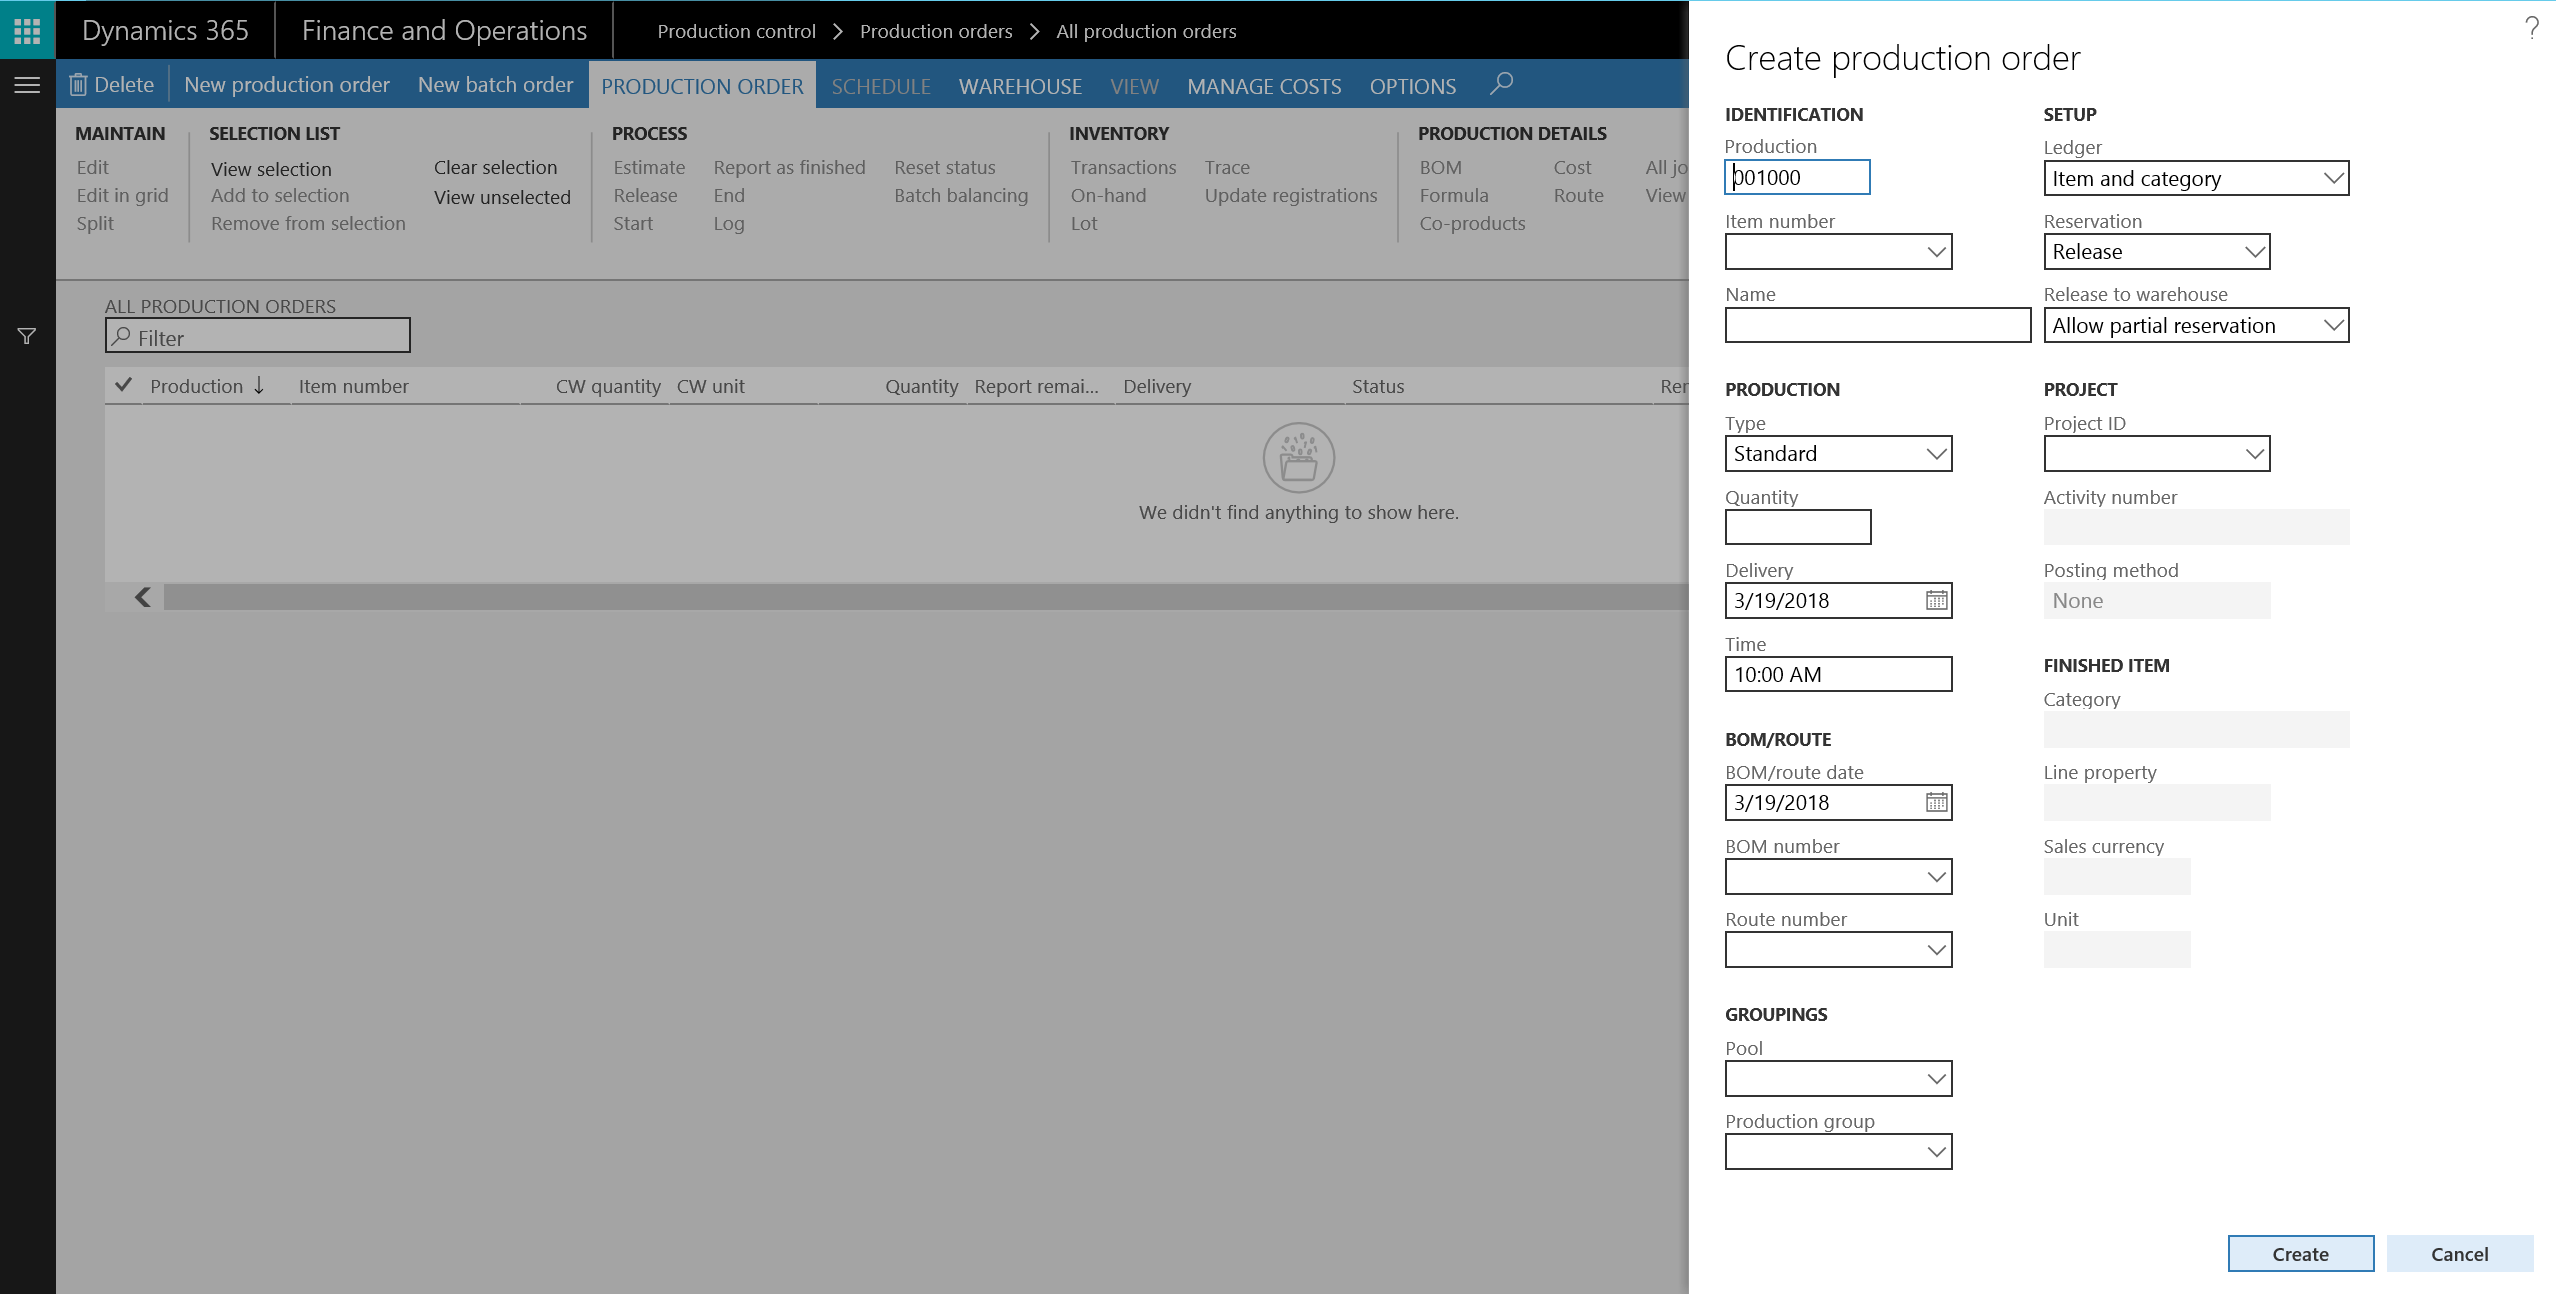 Dynamics 365
Finance and Operations
Production control > Production orders > All production orders
?
Delete
New production order
New batch order
PRODUCTION ORDER
SCHEDULE
WAREHOUSE
VIEW
MANAGE COSTS
OPTIONS
MAINTAIN
Edit
Edit in grid
Split
SELECTION LIST
View selection
Add to selection
Remove from selection
Clear selection
View unselected
PROCESS
Estimate
Release
Start
Report as finished
End
Log
Reset status
Batch balancing
INVENTORY
Transactions
On-hand
Lot
Trace
Update registrations
PRODUCTION DETAILS
BOM
Formula
Co-products
Cost
Route
All jo
View
ALL PRODUCTION ORDERS
Filter
Production
Item number
CW quantity
CW unit
Quantity
Report remai...
Delivery
Status
Rer
We didn't find anything to show here.
Create production order
IDENTIFICATION
Production
001000
Item number
Name
PRODUCTION
Type
Standard
Quantity
Delivery
3/19/2018
Time
10:00 AM
BOM/ROUTE
BOM/route date
3/19/2018
BOM number
Route number
GROUPINGS
Pool
Production group
SETUP
Ledger
Item and category
Reservation
Release
Release to warehouse
Allow partial reservation
PROJECT
Project ID
Activity number
Posting method
None
FINISHED ITEM
Category
Line property
Sales currency
Unit
Create
Cancel